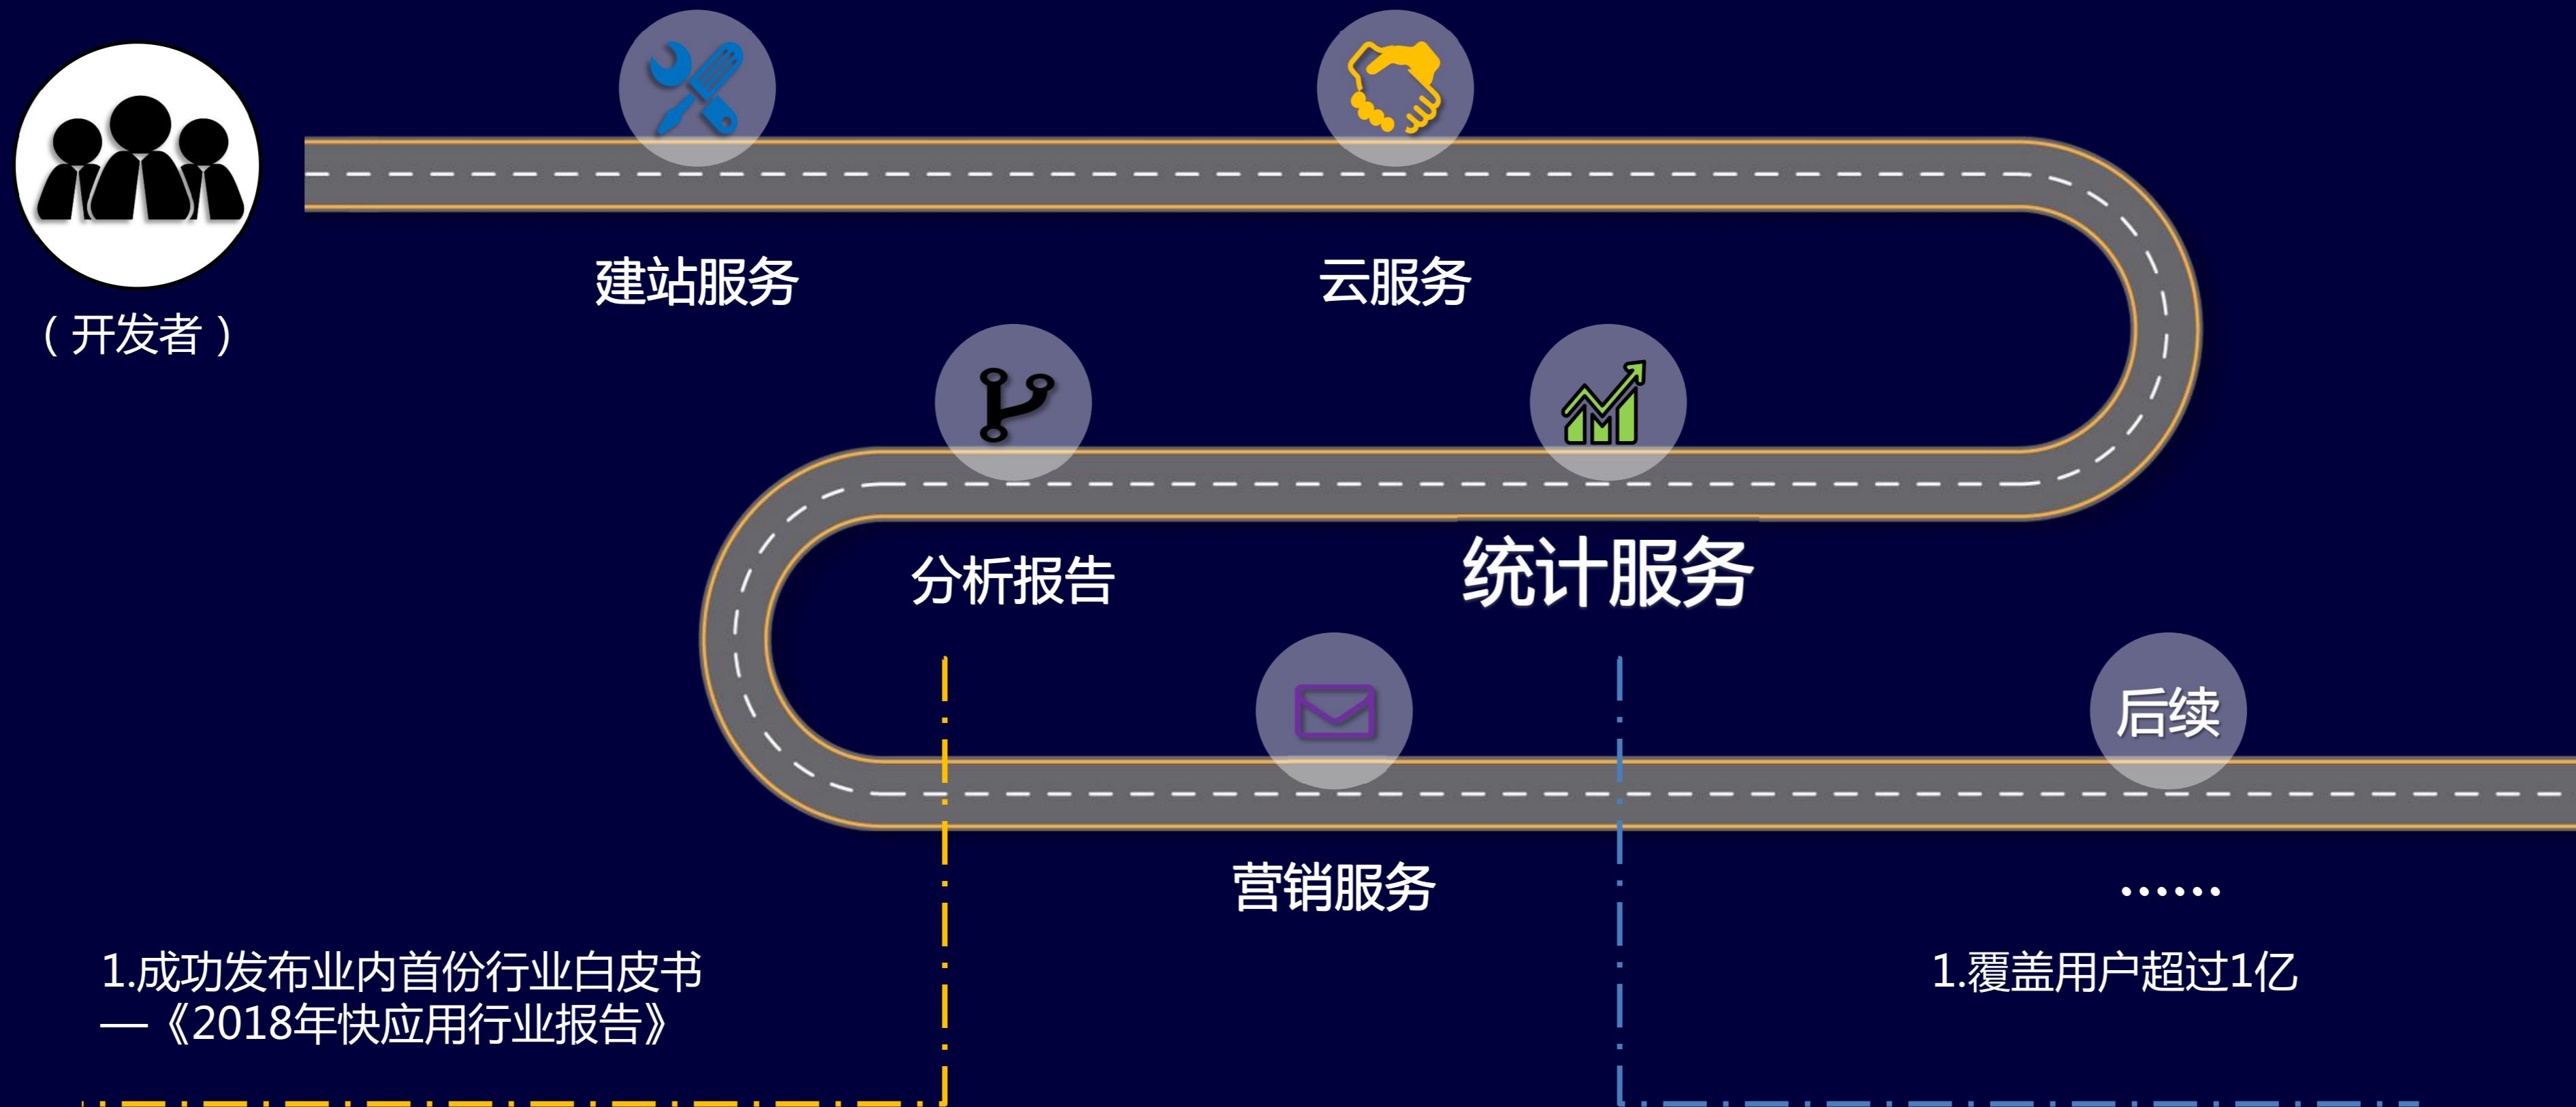 建站服务
云服务
（开发者）
分析报告
统计服务
后续
营销服务
......
1.成功发布业内首份行业白皮书
—《2018年快应用行业报告》
1.覆盖用户超过1亿